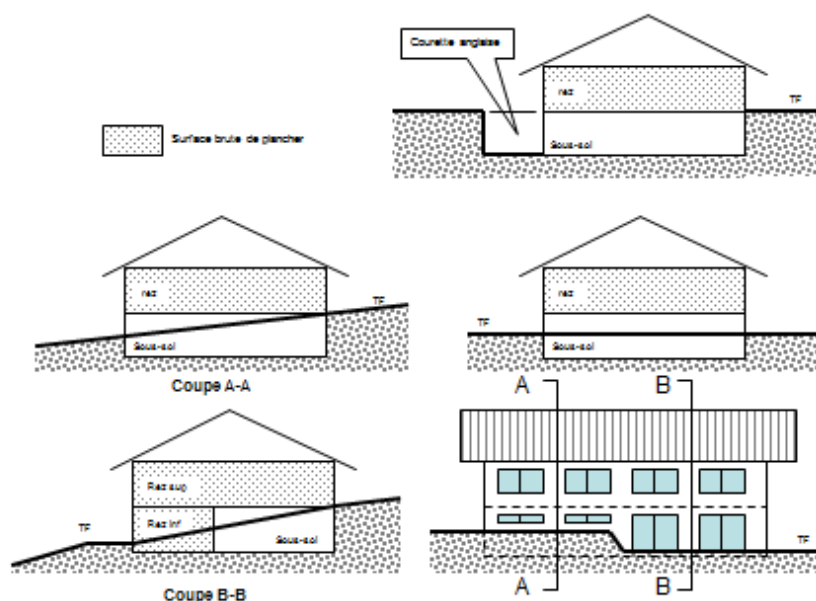 Courette anglaise
rez
TF
Surface brute de plancher
Sous-sol
rez
TF
Sous-sol
Coupe A-A
rez
TF
Sous-sol
A
B
Rez sup
Rez inf
TF
Sous-sol
Coupe B-B
TF
A
B